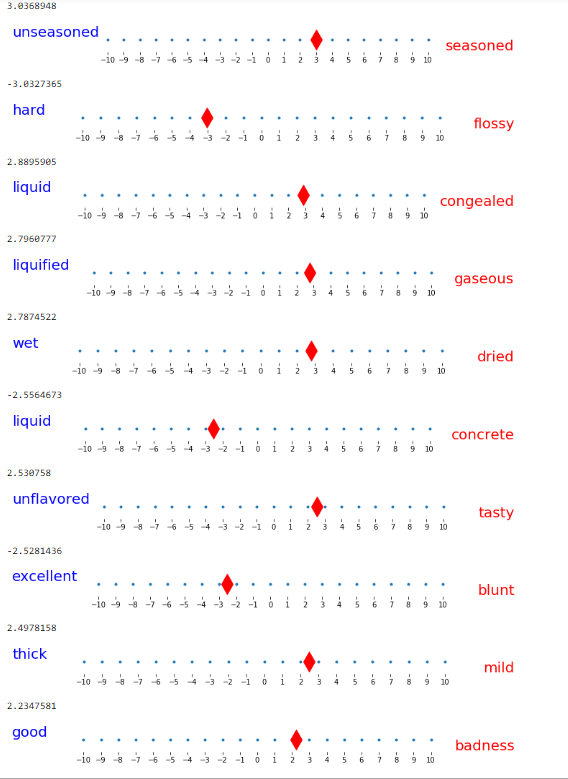 3.0368948
unseasoned seasoned
−10 −9 −8 −7 −6 −5 −4 −3 −2 −1 0 1 2 3 4 5 6 7 8 9 10
-3.0327365
hard flossy
−10 −9 −8 −7 −6 −5 −4 −3 −2 −1 0 1 2 3 4 5 6 7 8 9 10
2.8895905
liquid congealed
−10 −9 −8 −7 −6 −5 −4 −3 −2 −1 0 1 2 3 4 5 6 7 8 9 10
2.7960777
liquified gaseous
−10 −9 −8 −7 −6 −5 −4 −3 −2 −1 0 1 2 3 4 5 6 7 8 9 10
2.7874522
wet dried
−10 −9 −8 −7 −6 −5 −4 −3 −2 −1 0 1 2 3 4 5 6 7 8 9 10
-2.5564673
liquid concrete
−10 −9 −8 −7 −6 −5 −4 −3 −2 −1 0 1 2 3 4 5 6 7 8 9 10
2.530758
unflavored tasty
−10 −9 −8 −7 −6 −5 −4 −3 −2 −1 0 1 2 3 4 5 6 7 8 9 10
-2.5281436
excellent blunt
−10 −9 −8 −7 −6 −5 −4 −3 −2 −1 0 1 2 3 4 5 6 7 8 9 10
2.4978158
thick mild
−10 −9 −8 −7 −6 −5 −4 −3 −2 −1 0 1 2 3 4 5 6 7 8 9 10
2.2347581
good badness
−10 −9 −8 −7 −6 −5 −4 −3 −2 −1 0 1 2 3 4 5 6 7 8 9 10